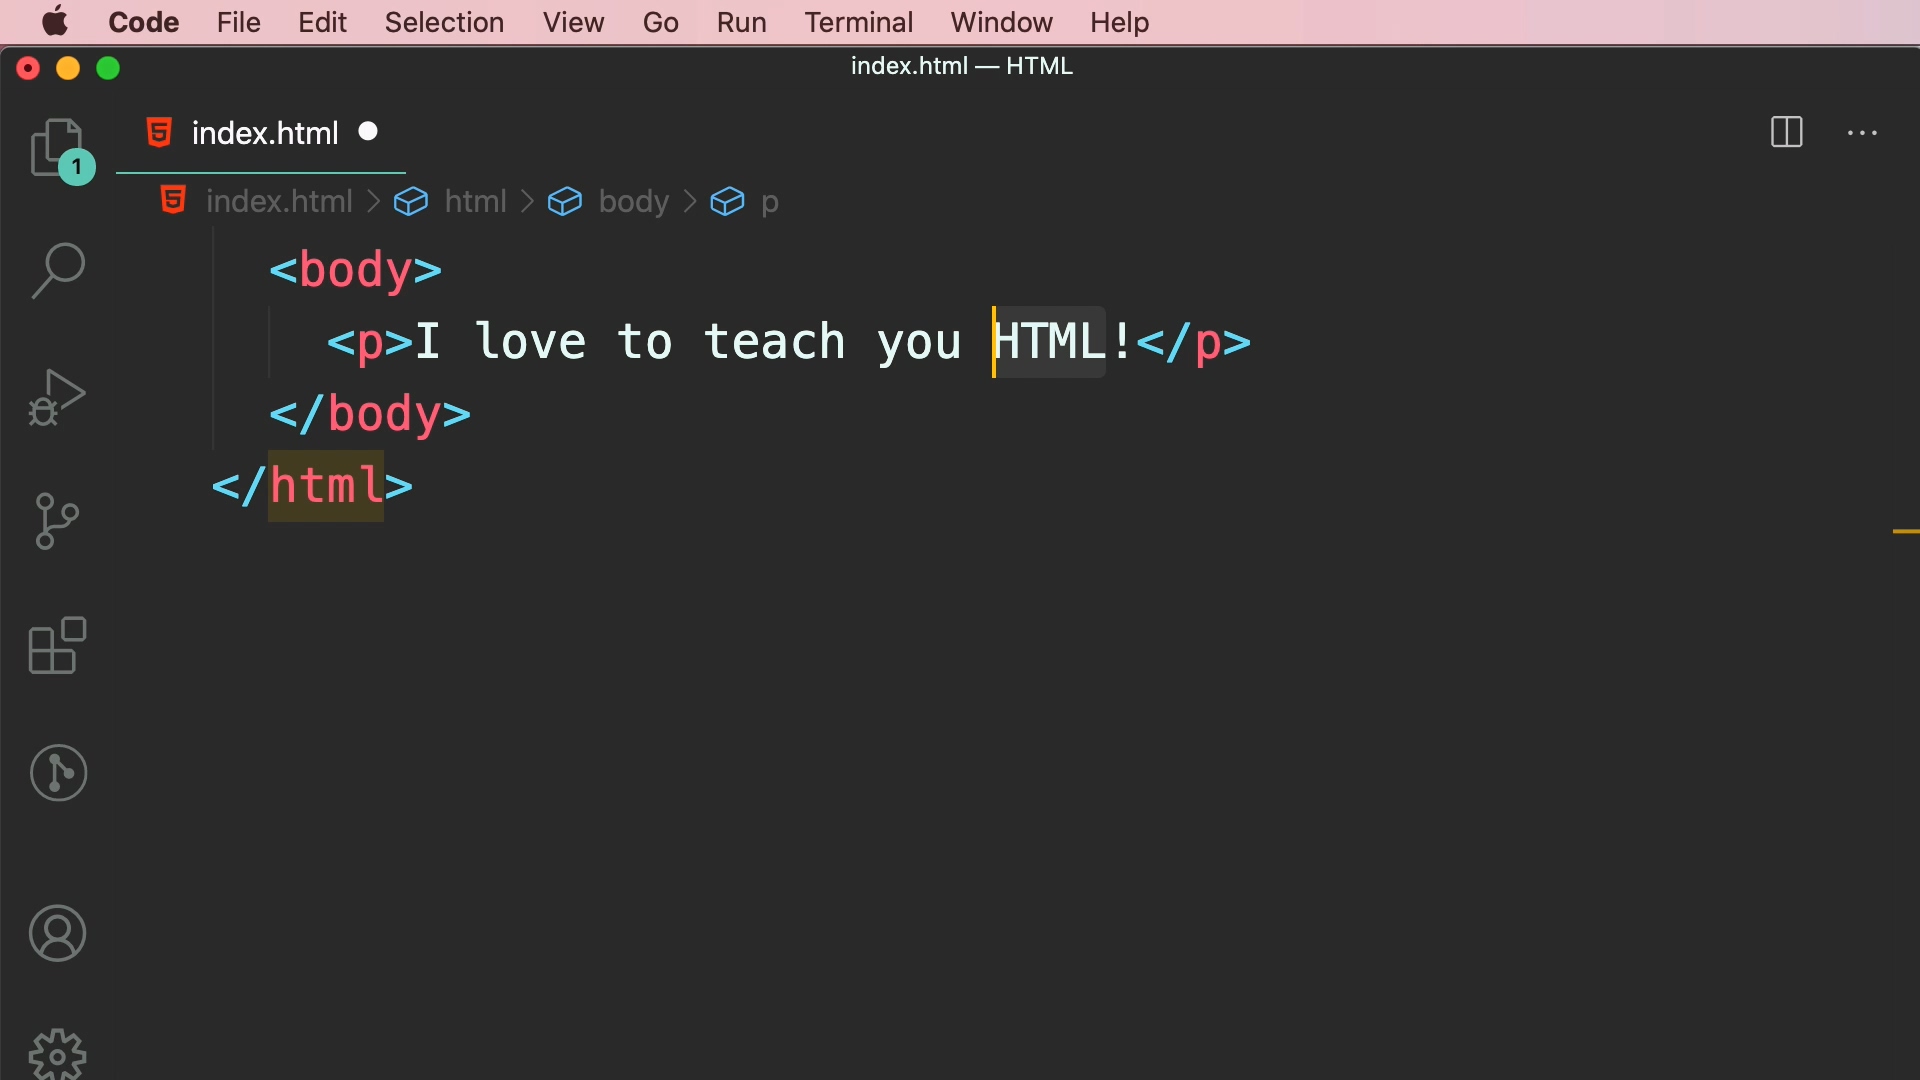 Code File Edit Selection View Go Run Terminal Window Help
index.html — HTML
index.html
1
index.html > html > body > p
<body>
<p>I love to teach you HTML!</p>
</body>
</html>